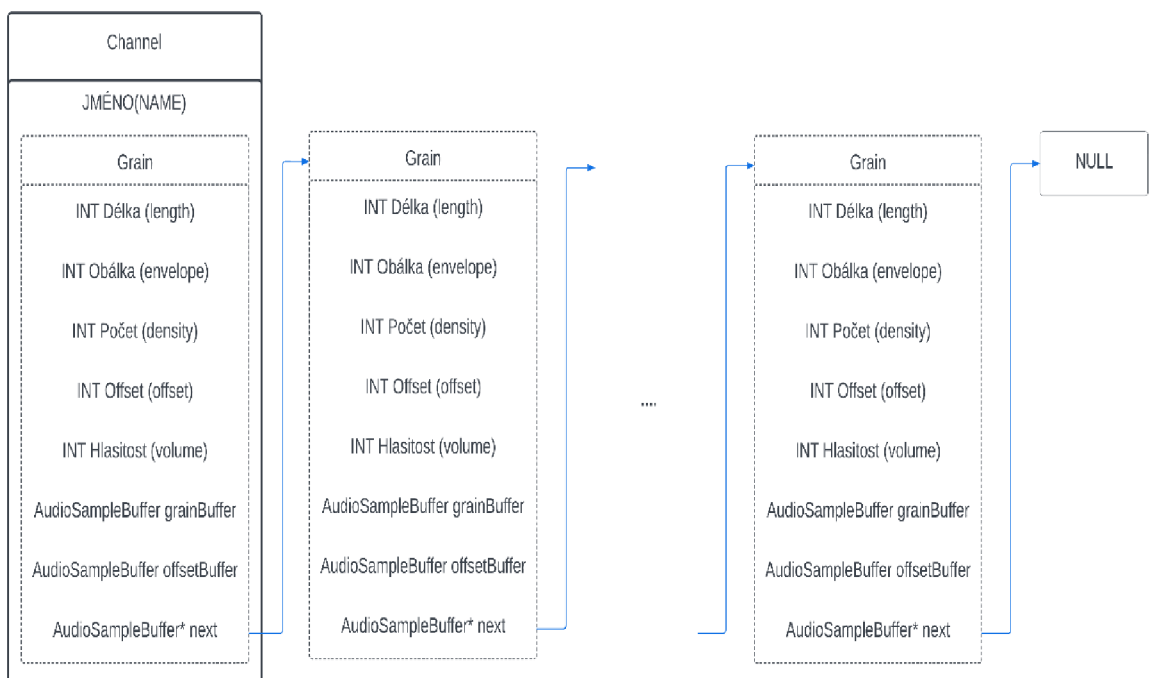 Channel
JMÉNO(NAME)
Grain
INT Délka (length)
INT Obálka (envelope)
INT Počet (density)
INT Offset (offset)
INT Hlasitost (volume)
AudioSampleBuffer grainBuffer
AudioSampleBuffer offsetBuffer
AudioSampleBuffer* next
Grain
INT Délka (length)
INT Obálka (envelope)
INT Počet (density)
INT Offset (offset)
INT Hlasitost (volume)
AudioSampleBuffer grainBuffer
AudioSampleBuffer offsetBuffer
AudioSampleBuffer* next
....
Grain
INT Délka (length)
INT Obálka (envelope)
INT Počet (density)
INT Offset (offset)
INT Hlasitost (volume)
AudioSampleBuffer grainBuffer
AudioSampleBuffer offsetBuffer
AudioSampleBuffer* next
NULL